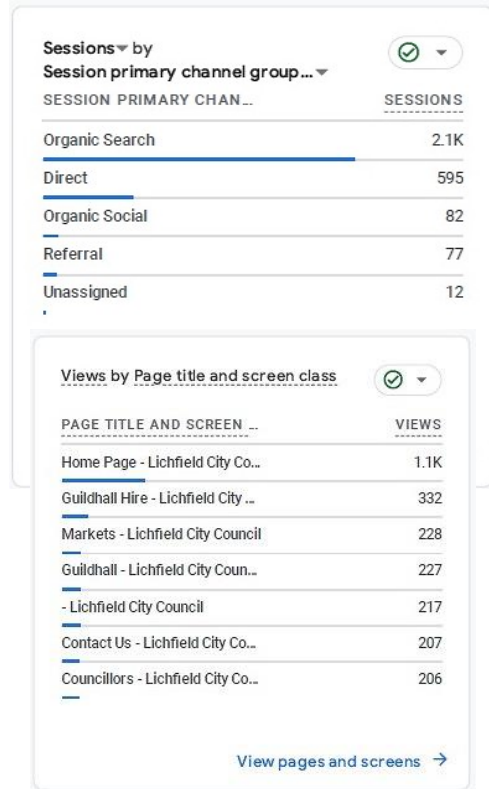 Sessions by
Session primary channel group...
SESSION PRIMARY CHAN... SESSIONS
Organic Search 2.1K
Direct 595
Organic Social 82
Referral 77
Unassigned 12
Views by Page title and screen class
PAGE TITLE AND SCREEN ... VIEWS
Home Page - Lichfield City Co... 1.1K
Guildhall Hire - Lichfield City ... 332
Markets - Lichfield City Council 228
Guildhall - Lichfield City Coun... 227
- Lichfield City Council 217
Contact Us - Lichfield City Co... 207
Councillors - Lichfield City Co... 206
View pages and screens